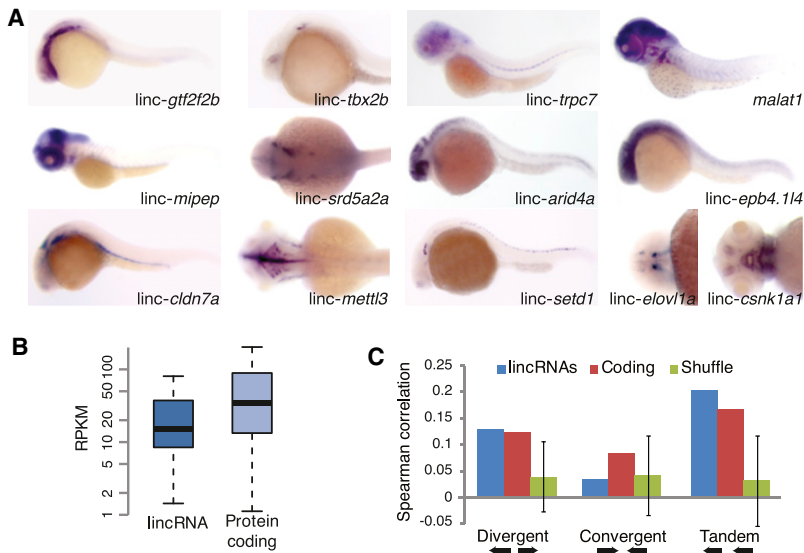 A
linc-gtf2f2b
linc-tbx2b
linc-trpc7
malat1
linc-mipep
linc-srd5a2a
linc-arid4a
linc-epb4.1l4
linc-cldn7a
linc-mettl3
linc-setd1
linc-elovl1a
linc-csnk1a1
B
RPKM
100
50
20
10
5
2
1
lincRNA
Protein
coding
C
Spearman correlation
lincRNAs Coding Shuffle
0.25
0.2
0.15
0.1
0.05
0
-0.05
Divergent
Convergent
Tandem